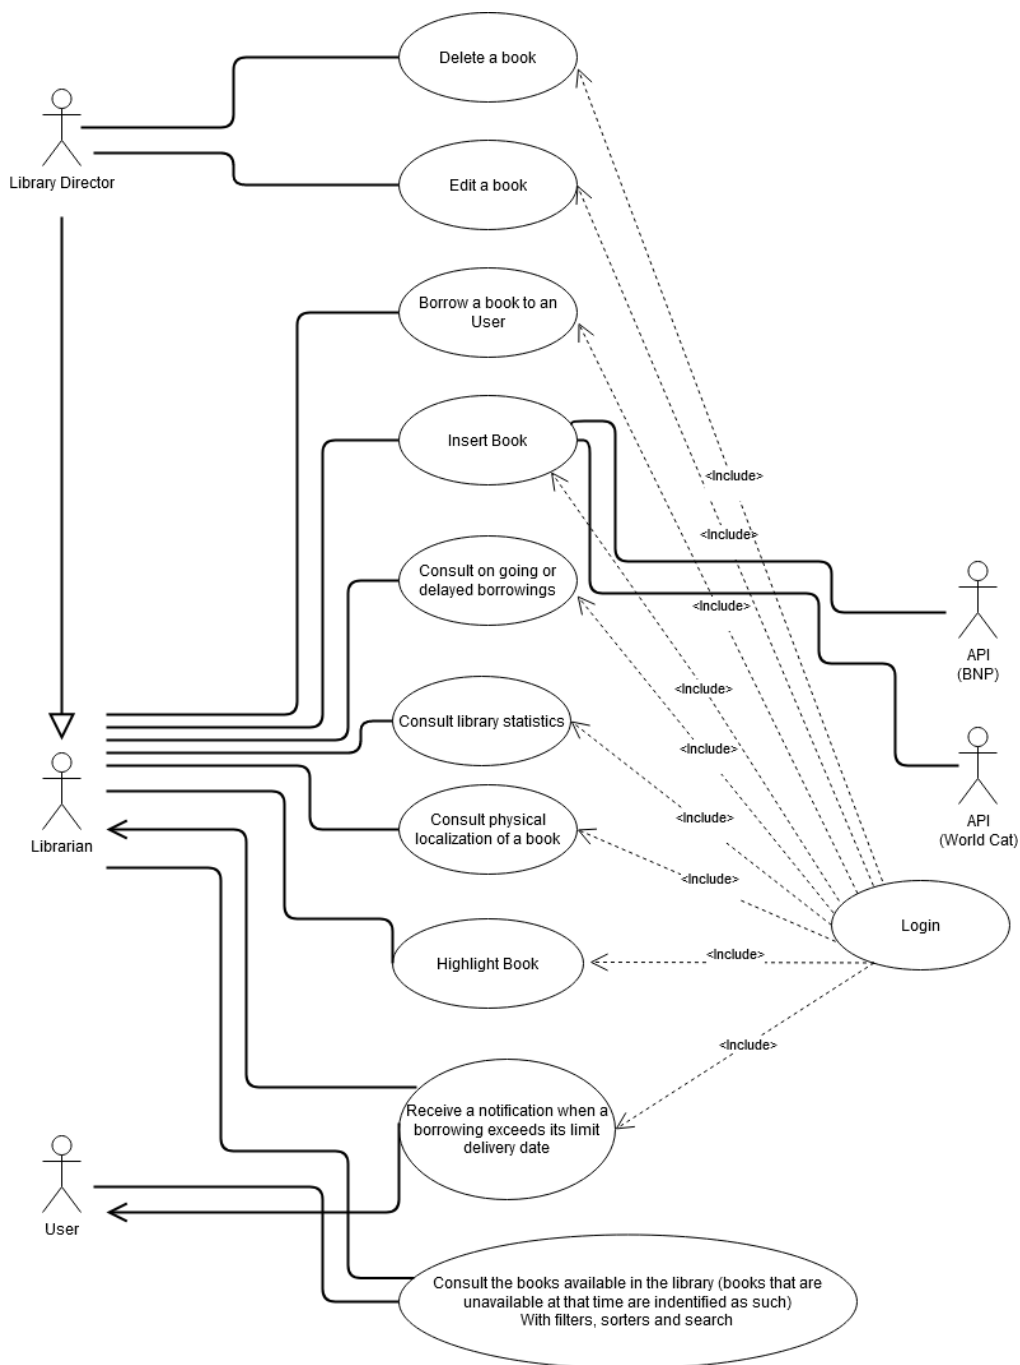 Delete a book
Library Director
Edit a book
Borrow a book to an
User
Insert Book
<Include>
<Include>
Consult on going or
delayed borrowings
<Include>
API
(BNP)
<Include>
Consult library statistics
<Include>
Consult physical
localization of a book
<Include>
API
(World Cat)
Librarian
<Include>
Login
Highlight Book
<Include>
<Include>
Receive a notification when a
borrowing exceeds its limit
delivery date
User
Consult the books available in the library (books that are
unavailable at that time are indentified as such)
With filters, sorters and search